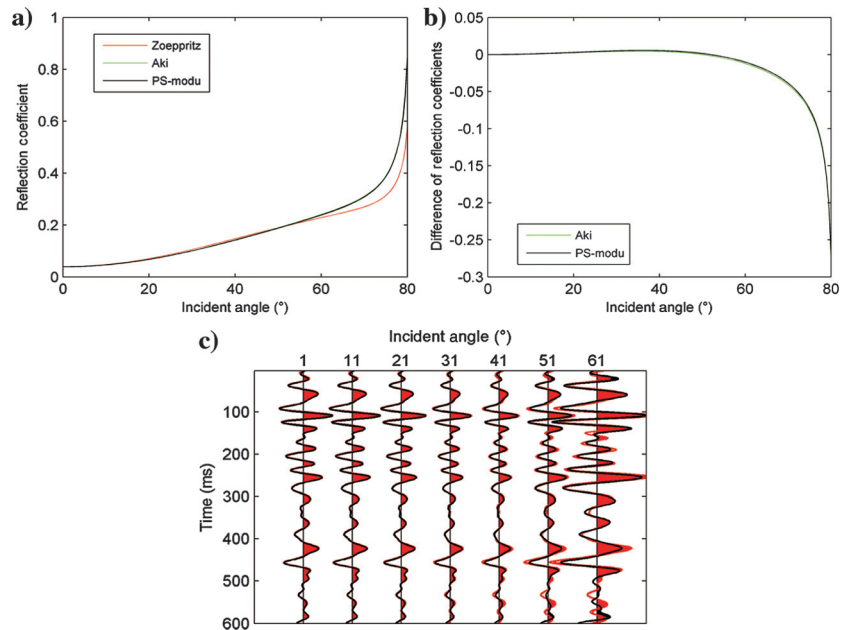 a)
Reflection coefficient
1
0.8
0.6
0.4
0.2
0
Zoeppritz
Aki
PS-modu
0 20 40 60 80
Incident angle (°)
b)
Difference of reflection coefficients
0.05
0
-0.05
-0.1
-0.15
-0.2
-0.25
-0.3
Aki
PS-modu
0 20 40 60 80
Incident angle (°)
c)
Incident angle (°)
1 11 21 31 41 51 61
Time (ms)
100
200
300
400
500
600